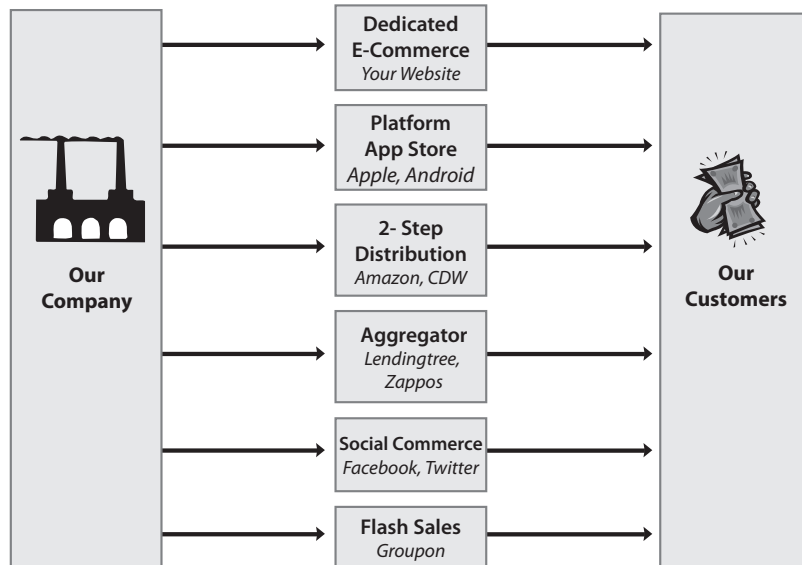 Our
Company
Dedicated
E-Commerce
Your Website
Platform
App Store
Apple, Android
2- Step
Distribution
Amazon, CDW
Aggregator
Lendingtree,
Zappos
Social Commerce
Facebook, Twitter
Flash Sales
Groupon
Our
Customers